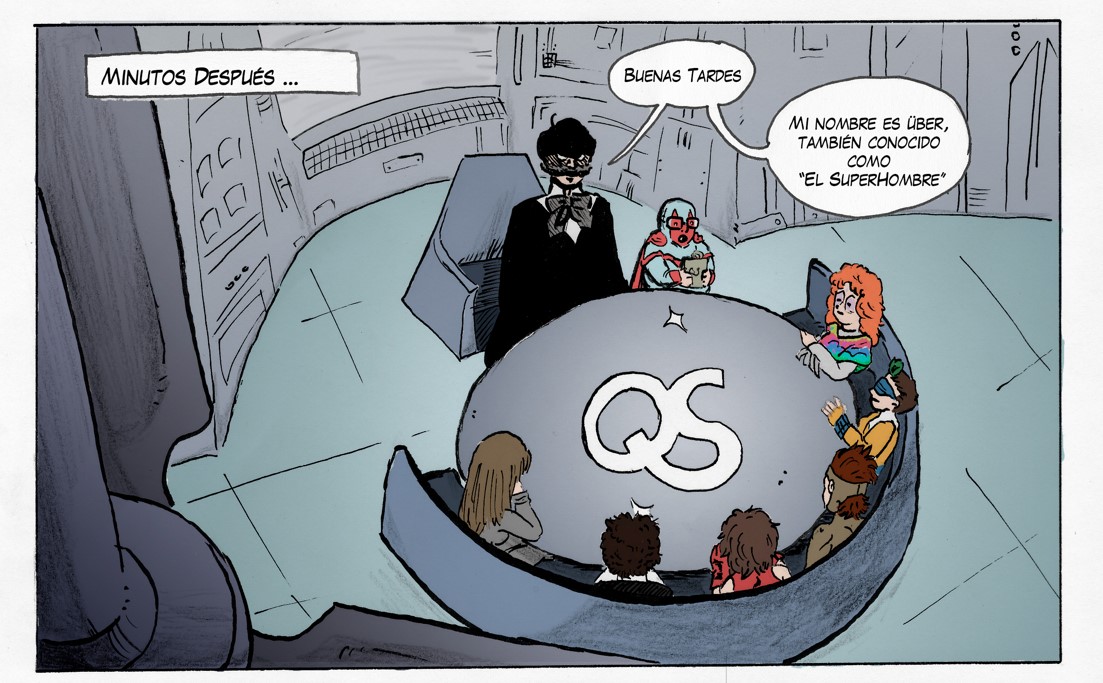 MINUTOS DESPUÉS ...
BUENAS TARDES
MI NOMBRE ES ÜBER,
TAMBIÉN CONOCIDO
COMO
"EL SUPERHOMBRE"
QS